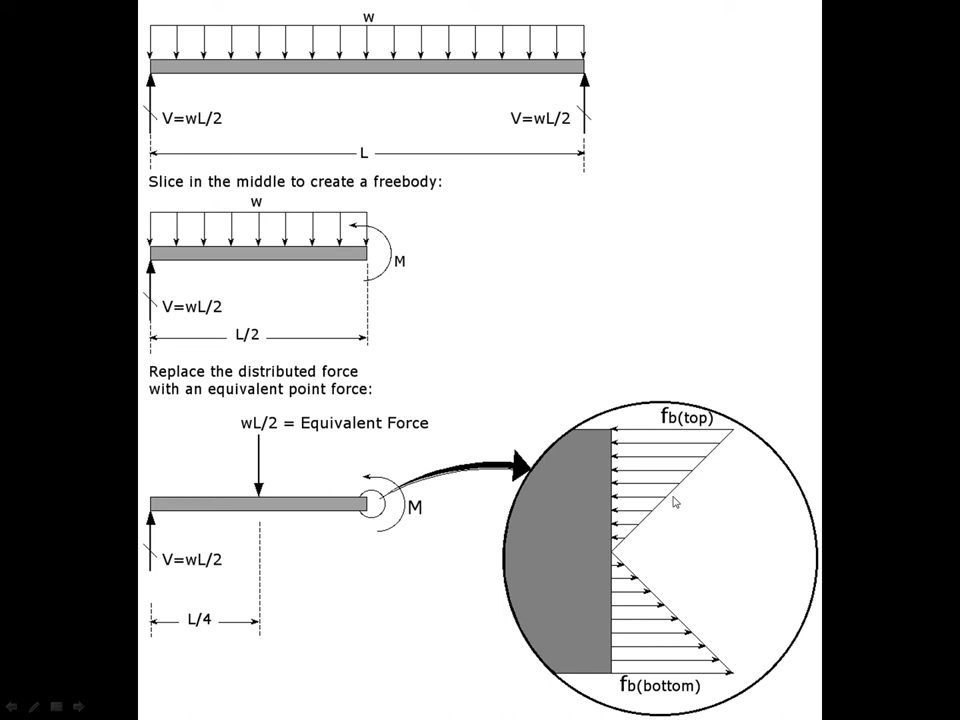 w
V=wL/2
V=wL/2
L
Slice in the middle to create a freebody:
w
M
V=wL/2
L/2
Replace the distributed force
with an equivalent point force:
wL/2 = Equivalent Force
fb(top)
M
V=wL/2
L/4
fb(bottom)